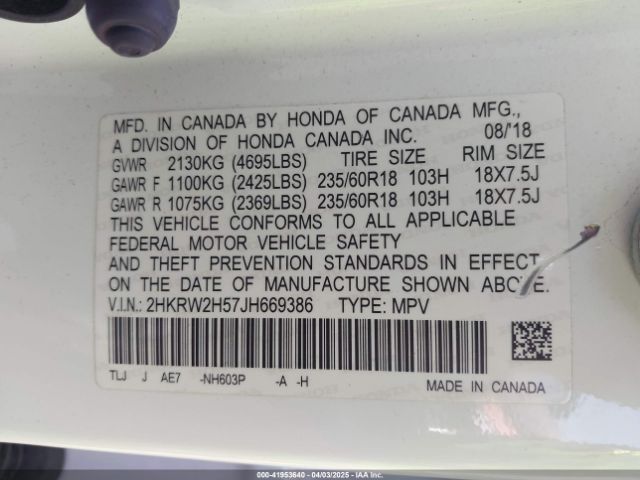 MFD. IN CANADA BY HONDA OF CANADA MFG.,
A DIVISION OF HONDA CANADA INC. 08/'18
GVWR 2130KG (4695LBS) TIRE SIZE RIM SIZE
GAWR F 1100KG (2425LBS) 235/60R18 103H 18X7.5J
GAWR R 1075KG (2369LBS) 235/60R18 103H 18X7.5J
THIS VEHICLE CONFORMS TO ALL APPLICABLE
FEDERAL MOTOR VEHICLE SAFETY
AND THEFT PREVENTION STANDARDS IN EFFECT
ON THE DATE OF MANUFACTURE SHOWN ABOVE.
V.I.N.: 2HKRW2H57JH669386 TYPE: MPV
TLJ J AE7 -NH603P -A -H
MADE IN CANADA
000-41953640 - 04/03/2025 - IAA Inc.